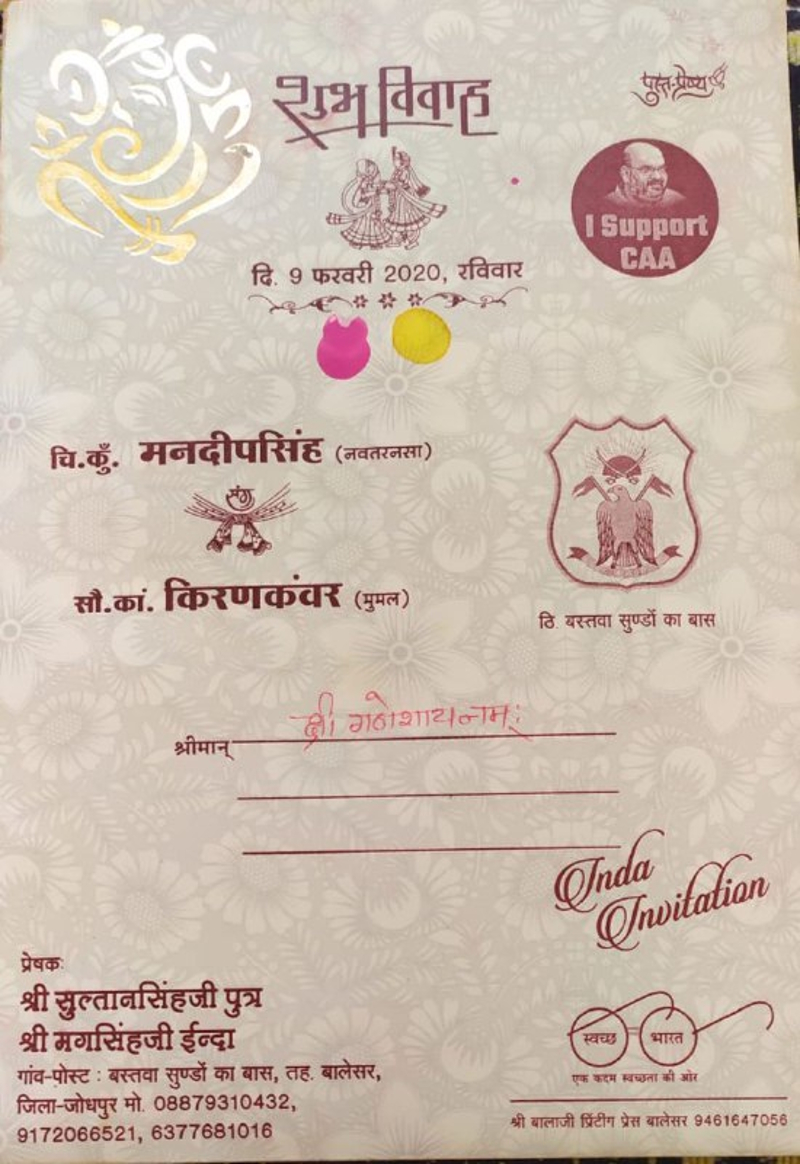 शुभ विवाह
पुस्त-प्रेष्य
I Support
CAA
दि. 9 फरवरी 2020, रविवार
चि.कुँ. मनदीपसिंह (नवतरनसा)
संग
सौ.कां. किरणकंवर (मुमल)
ठि. बस्तवा सुण्डों का बास
श्रीमान् श्री गणेशाय नमः
Inda
Invitation
प्रेषकः
श्री सुल्तानसिंहजी पुत्र
श्री मगसिंहजी ईन्दा
गांव-पोस्ट : बस्तवा सुण्डों का बास, तह. बालेसर,
जिला-जोधपुर मो. 08879310432,
9172066521, 6377681016
स्वच्छ भारत
एक कदम स्वच्छता की ओर
श्री बालाजी प्रिंटींग प्रेस बालेसर 9461647056